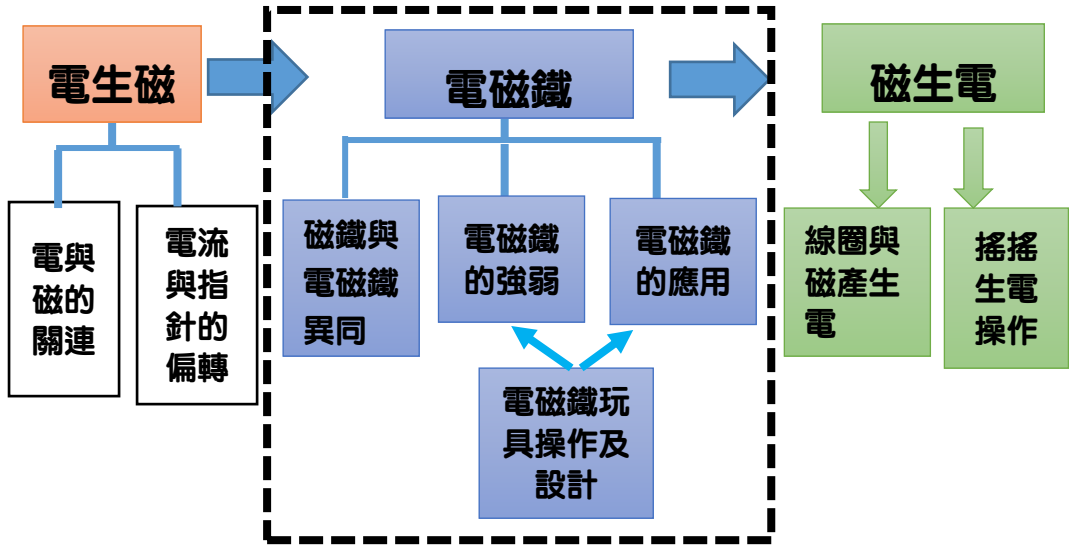 電生磁
電磁鐵
磁生電
電與
磁的
關連
電流
與指
針的
偏轉
磁鐵與
電磁鐵
異同
電磁鐵
的強弱
電磁鐵
的應用
線圈與
磁產生
電
搖搖
生電
操作
電磁鐵玩
具操作及
設計